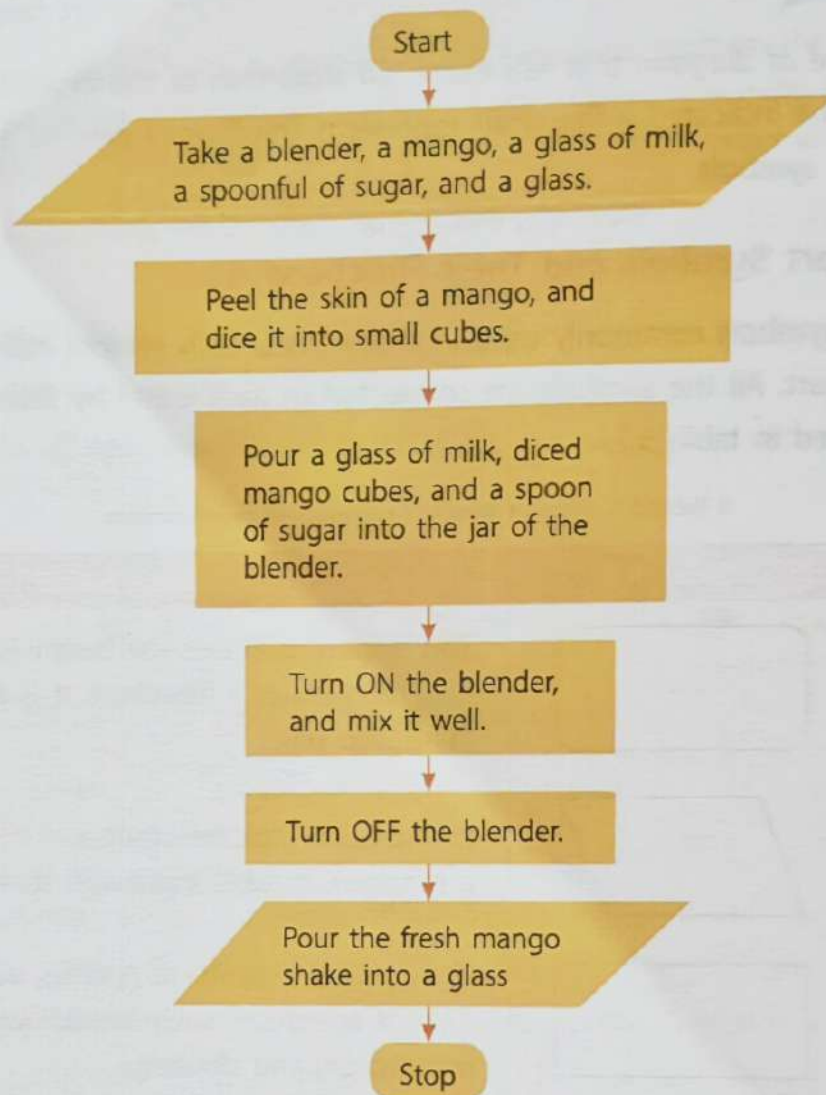 Start
Take a blender, a mango, a glass of milk,
a spoonful of sugar, and a glass.
Peel the skin of a mango, and
dice it into small cubes.
Pour a glass of milk, diced
mango cubes, and a spoon
of sugar into the jar of the
blender.
Turn ON the blender,
and mix it well.
Turn OFF the blender.
Pour the fresh mango
shake into a glass
Stop